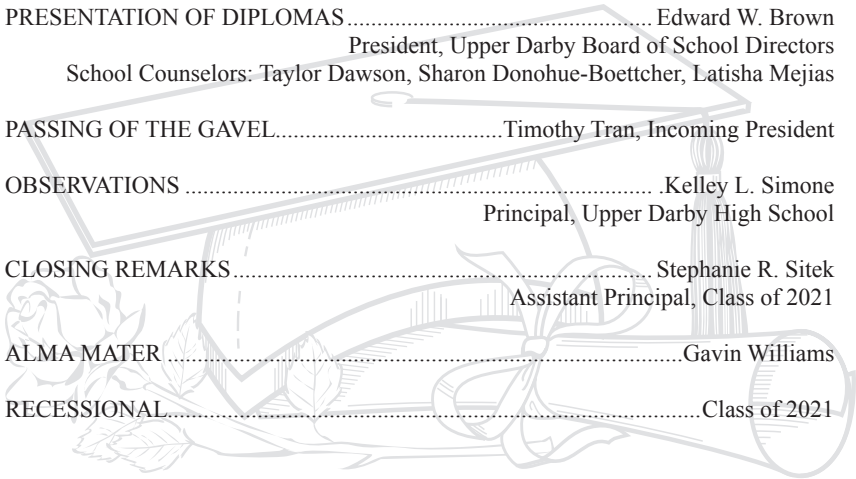 PRESENTATION OF DIPLOMAS.................................................. Edward W. Brown
President, Upper Darby Board of School Directors
School Counselors: Taylor Dawson, Sharon Donohue-Boettcher, Latisha Mejias
PASSING OF THE GAVEL.....................................Timothy Tran, Incoming President
OBSERVATIONS ............................................................................. .Kelley L. Simone
Principal, Upper Darby High School
CLOSING REMARKS.................................................................... Stephanie R. Sitek
Assistant Principal, Class of 2021
ALMA MATER ....................................................................................Gavin Williams
RECESSIONAL.......................................................................................Class of 2021